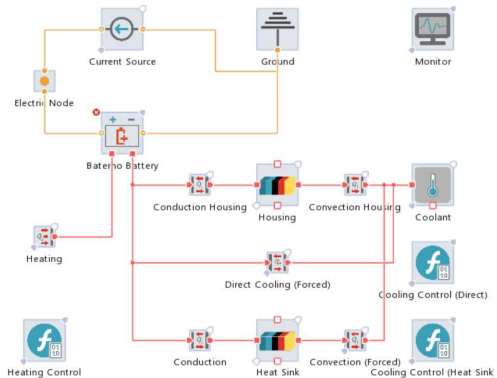 Current Source
Ground
Monitor
Electric Node
Batemo Battery
Conduction Housing
Housing
Convection Housing
Coolant
Heating
Direct Cooling (Forced)
Cooling Control (Direct)
Heating Control
Conduction
Heat Sink
Convection (Forced)
Cooling Control (Heat Sink